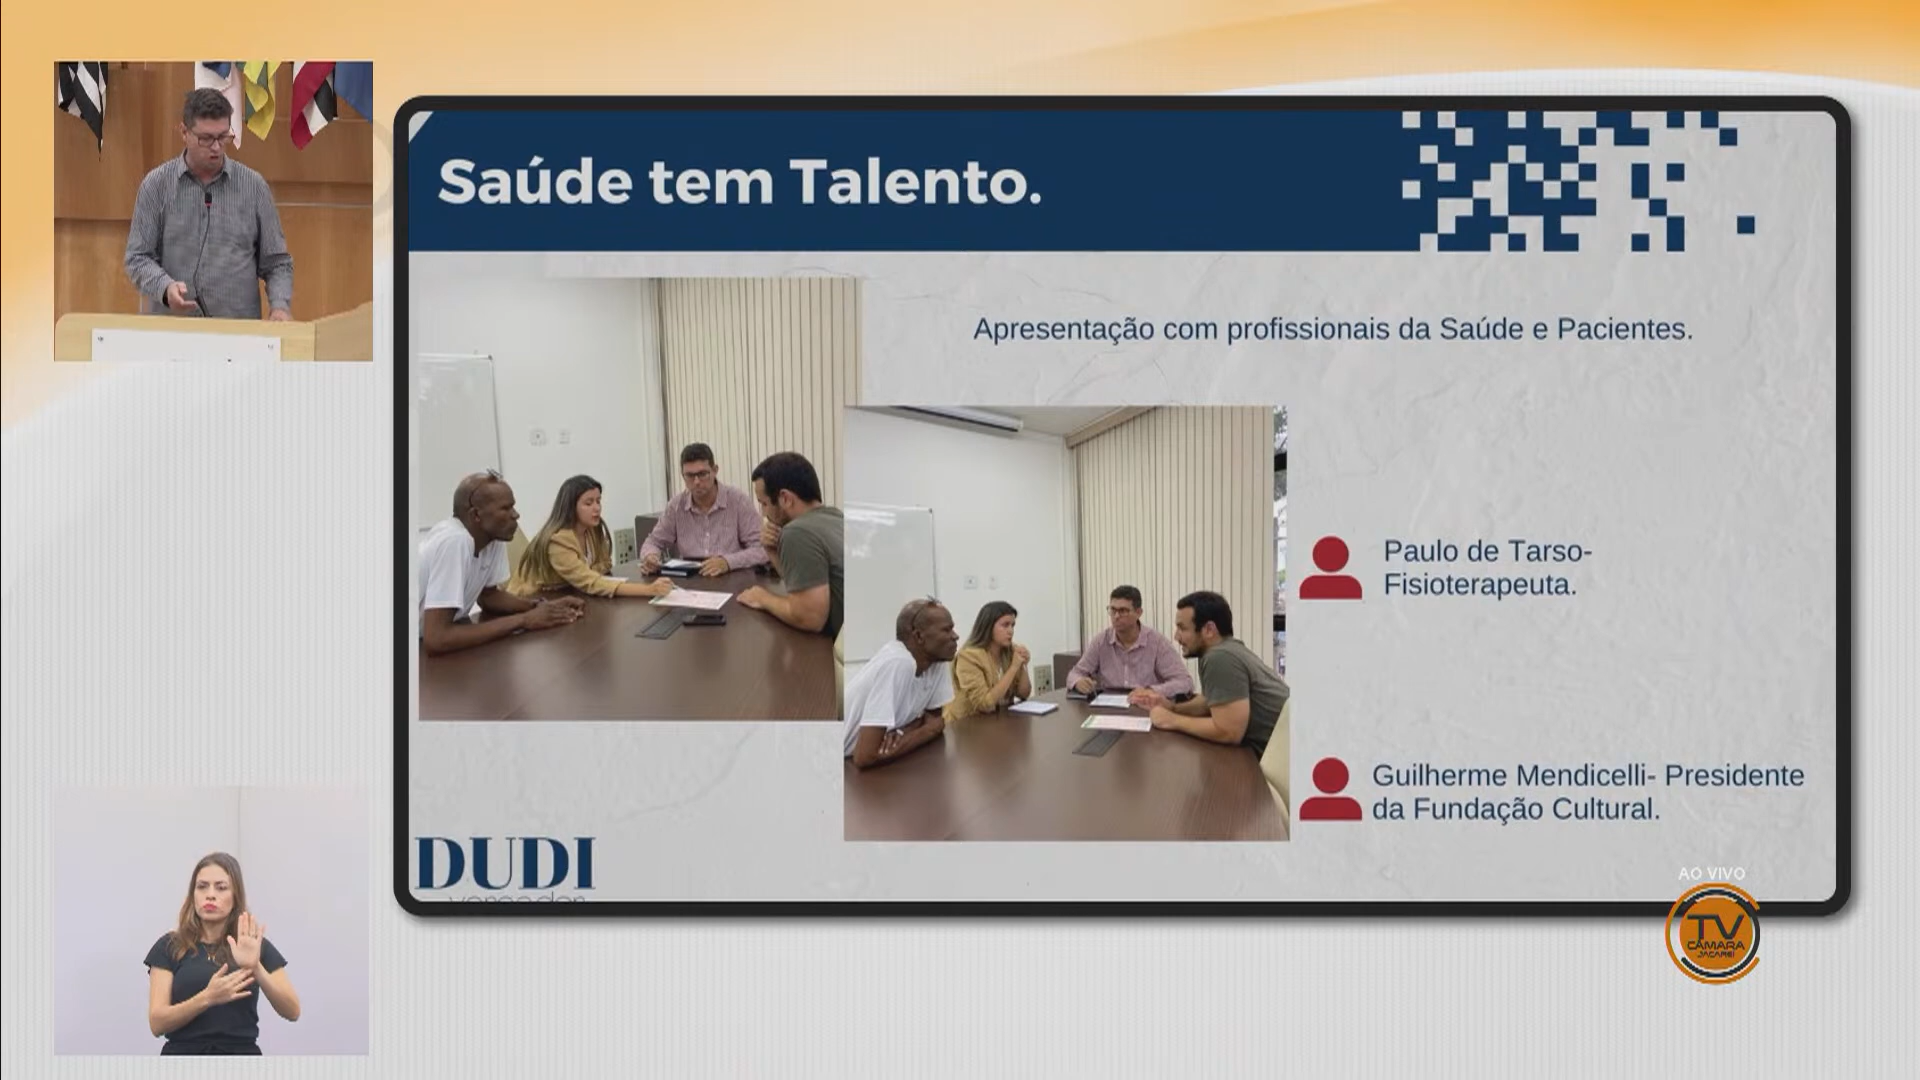 Saúde tem Talento.
Apresentação com profissionais da Saúde e Pacientes.
Paulo de Tarso-
Fisioterapeuta.
Guilherme Mendicelli- Presidente
da Fundação Cultural.
DUDI
vereador
AO VIVO
TV
CÂMARA
JACAREÍ